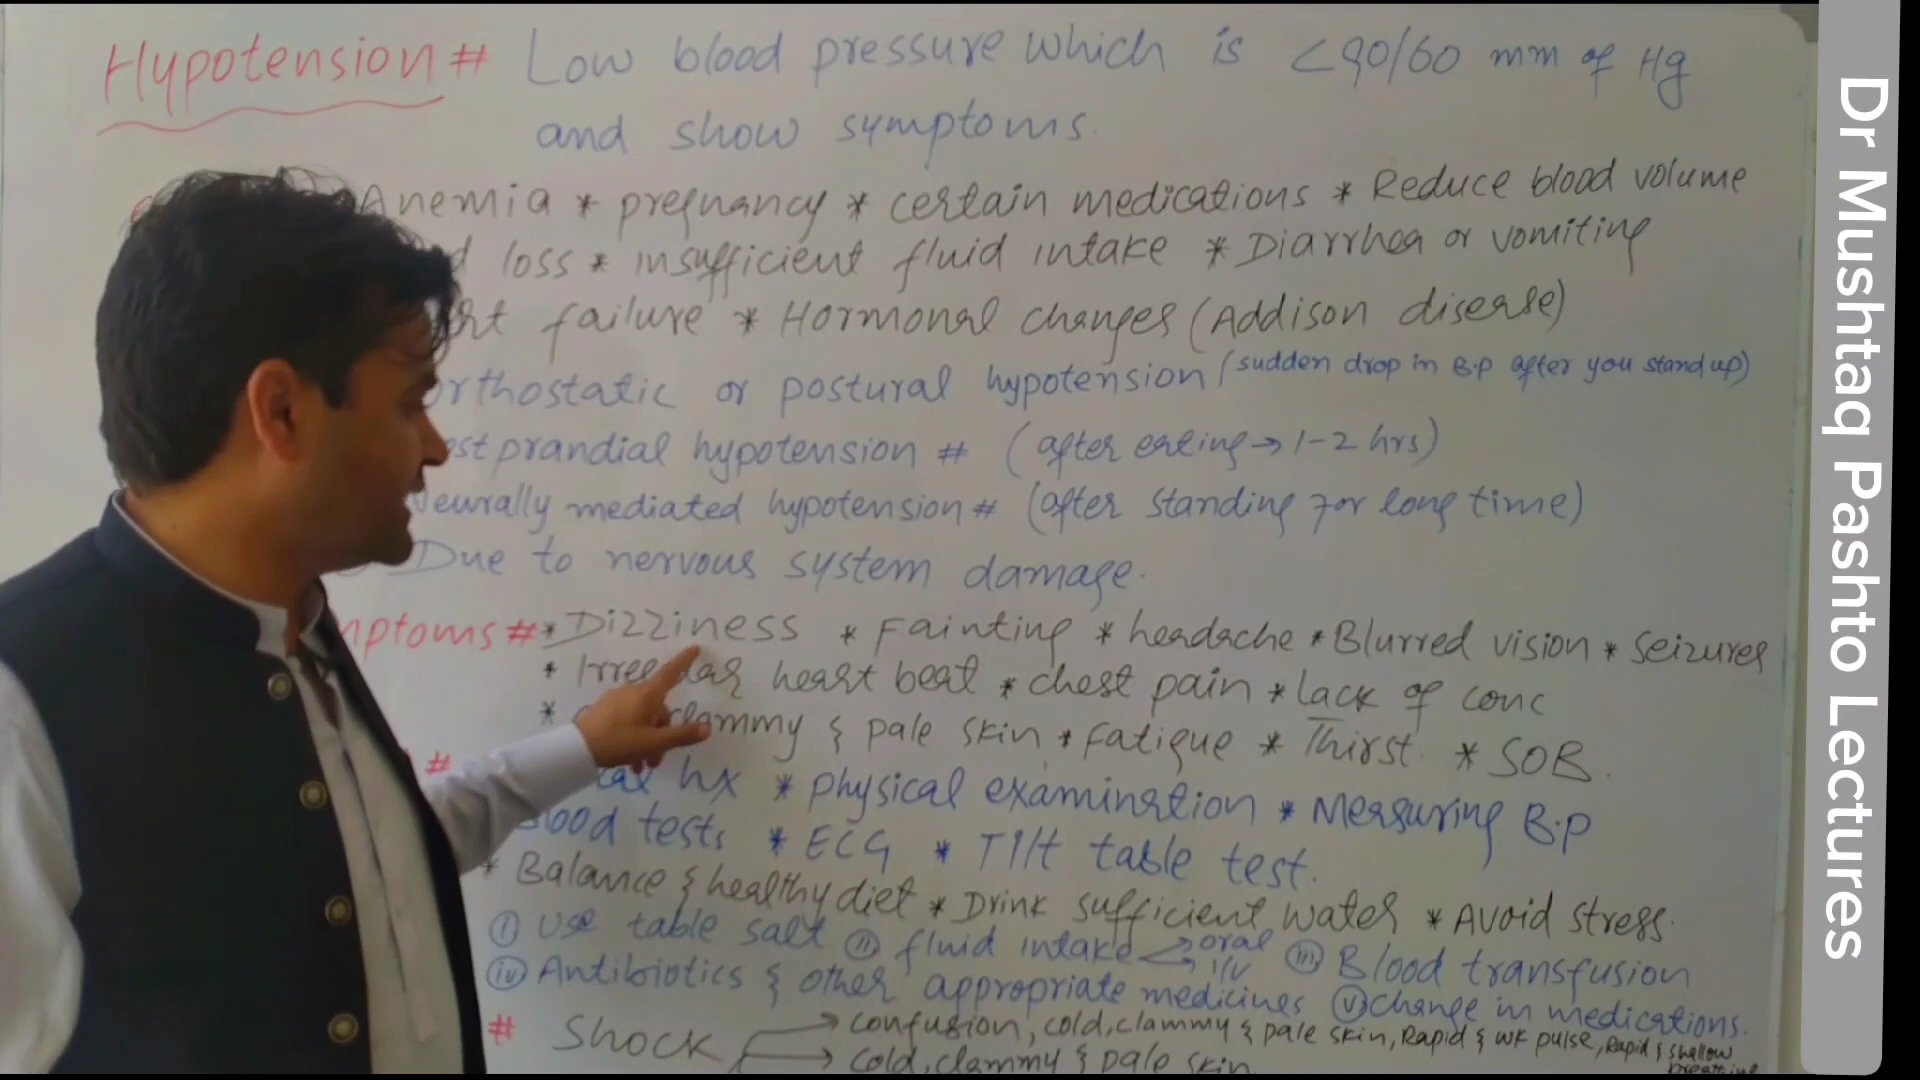 Hypotension # Low blood pressure which is <90/60 mm of Hg
and show symptoms.
Anemia * pregnancy * certain medications * Reduce blood volume
loss * insufficient fluid intake * Diarrhea or vomiting
failure * Hormonal changes (Addison disease)
orthostatic or postural hypotension (sudden drop in B.P after you stand up)
prandial hypotension # (after eating → 1-2 hrs)
Neurally mediated hypotension # (after standing for long time)
Due to nervous system damage.
mptoms # * Dizziness * Fainting * headache * Blurred vision * Seizures
* Irregular heart beat * chest pain * Lack of conc
* clammy & pale skin * fatigue * Thirst. * SOB.
# hx * physical examination * Measuring B.P
Blood tests * ECG * Tilt table test.
* Balance & healthy diet * Drink sufficient water * Avoid stress.
(i) Use table salt (ii) fluid intake oral I/V (iii) Blood transfusion
(iv) Antibiotics & other appropriate medicines (v) change in medications.
# Shock → confusion, cold, clammy & pale skin, Rapid & wk pulse, Rapid & shallow breathing
→ cold, clammy & pale skin
Dr Mushtaq Pashto Lectures